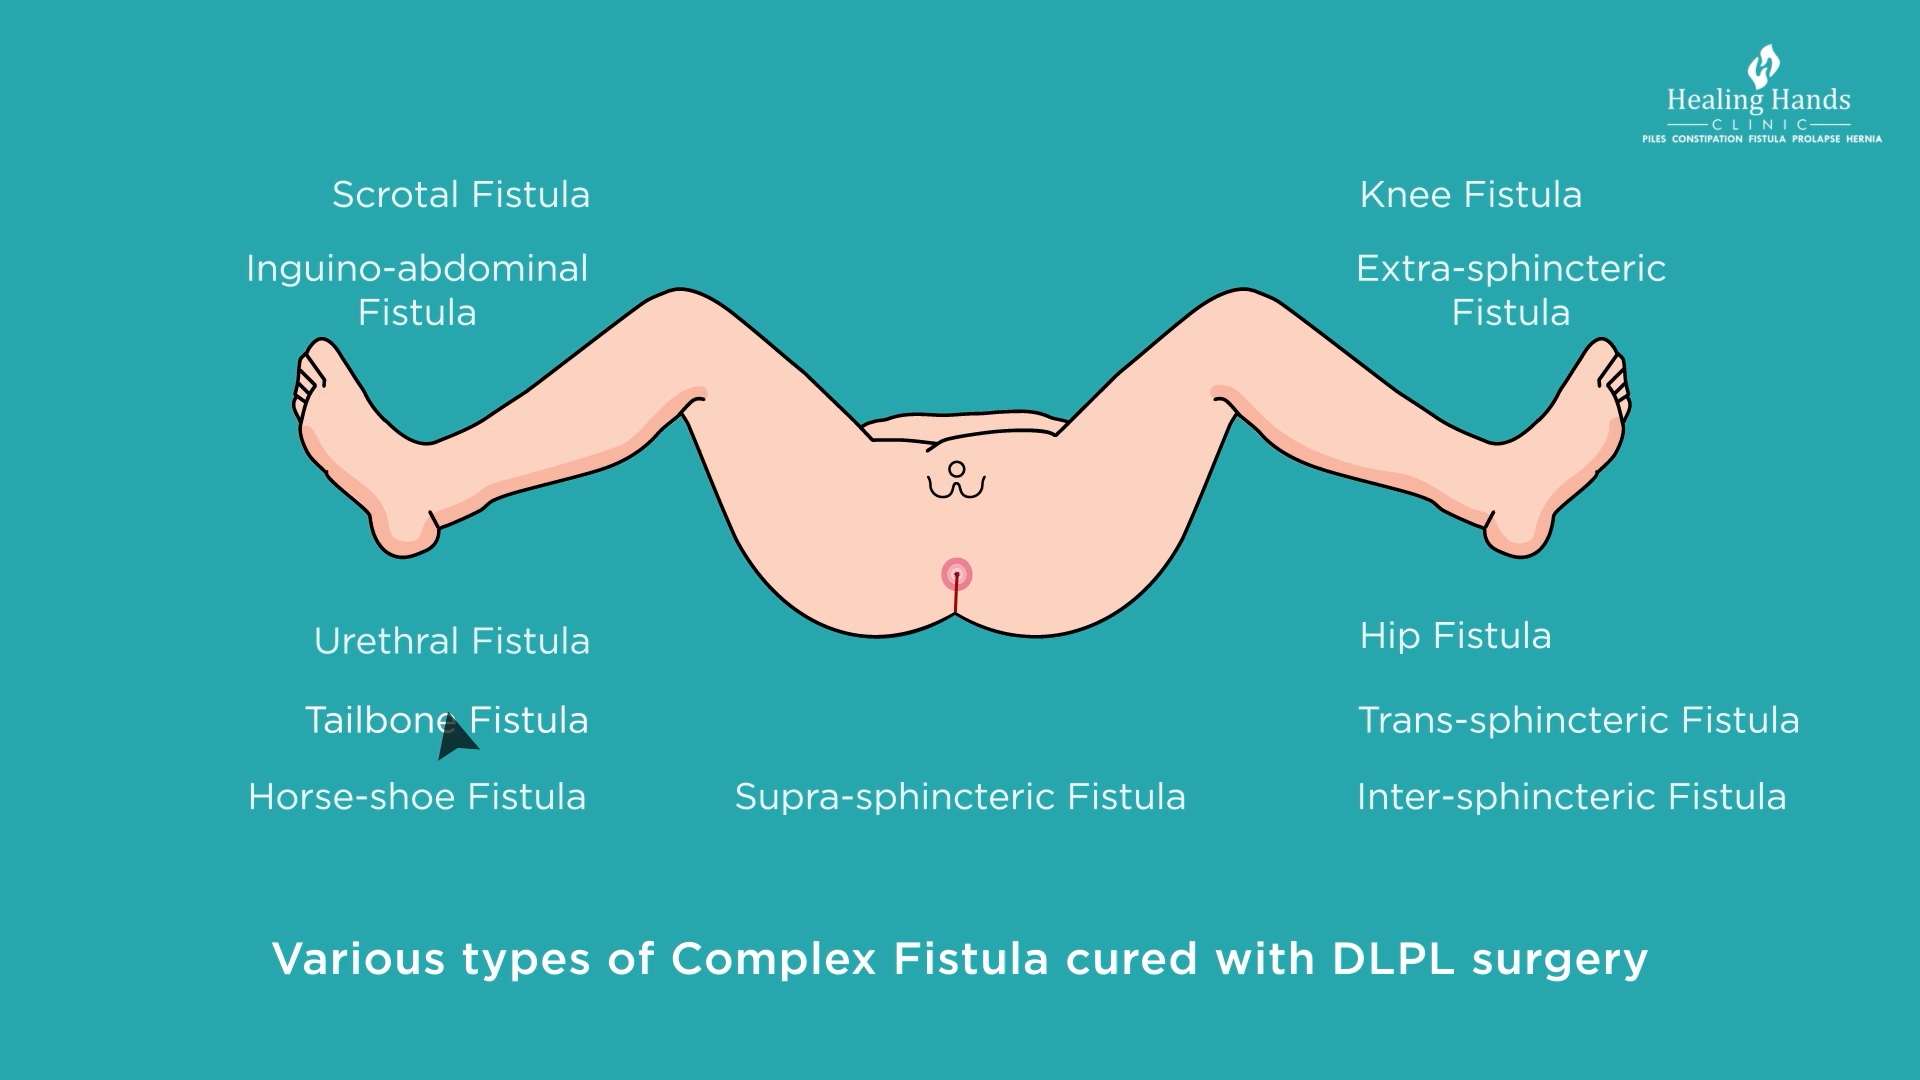 Healing Hands
CLINIC
PILES CONSTIPATION FISTULA PROLAPSE HERNIA
Scrotal Fistula
Knee Fistula
Inguino-abdominal
Fistula
Extra-sphincteric
Fistula
Urethral Fistula
Hip Fistula
Tailbone Fistula
Trans-sphincteric Fistula
Horse-shoe Fistula
Supra-sphincteric Fistula
Inter-sphincteric Fistula
Various types of Complex Fistula cured with DLPL surgery